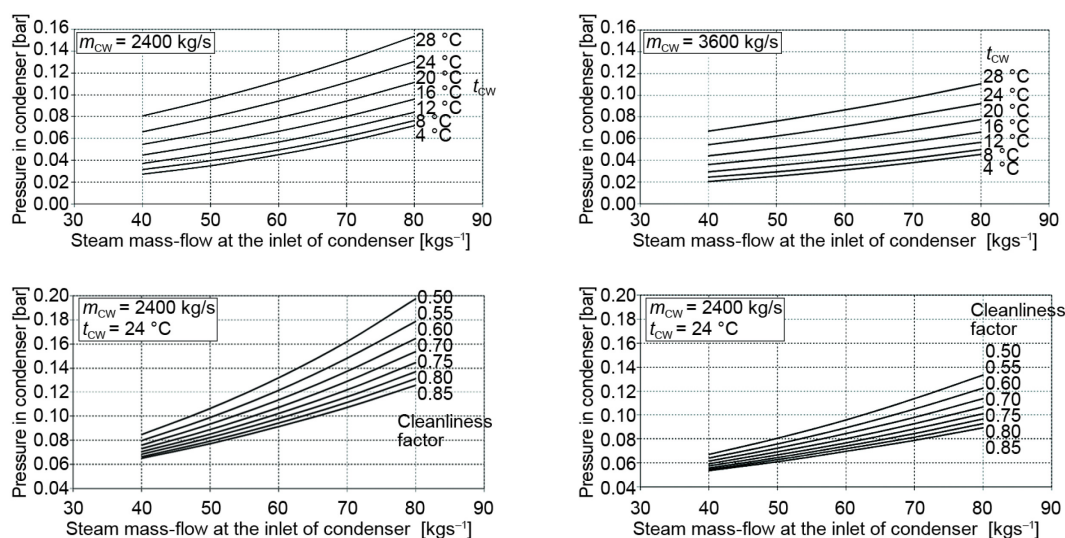 Pressure in condenser [bar]
0.16
0.14
0.12
0.10
0.08
0.06
0.04
0.02
0.00
m_CW = 2400 kg/s
28 °C
24 °C
20 °C
16 °C
12 °C
8 °C
4 °C
t_CW
30 40 50 60 70 80 90
Steam mass-flow at the inlet of condenser [kgs⁻¹]
Pressure in condenser [bar]
0.16
0.14
0.12
0.10
0.08
0.06
0.04
0.02
0.00
m_CW = 3600 kg/s
t_CW
28 °C
24 °C
20 °C
16 °C
12 °C
8 °C
4 °C
30 40 50 60 70 80 90
Steam mass-flow at the inlet of condenser [kgs⁻¹]
Pressure in condenser [bar]
0.20
0.18
0.16
0.14
0.12
0.10
0.08
0.06
0.04
m_CW = 2400 kg/s
t_CW = 24 °C
0.50
0.55
0.60
0.70
0.75
0.80
0.85
Cleanliness
factor
30 40 50 60 70 80 90
Steam mass-flow at the inlet of condenser [kgs⁻¹]
Pressure in condenser [bar]
0.20
0.18
0.16
0.14
0.12
0.10
0.08
0.06
0.04
m_CW = 2400 kg/s
t_CW = 24 °C
Cleanliness
factor
0.50
0.55
0.60
0.70
0.75
0.80
0.85
30 40 50 60 70 80 90
Steam mass-flow at the inlet of condenser [kgs⁻¹]